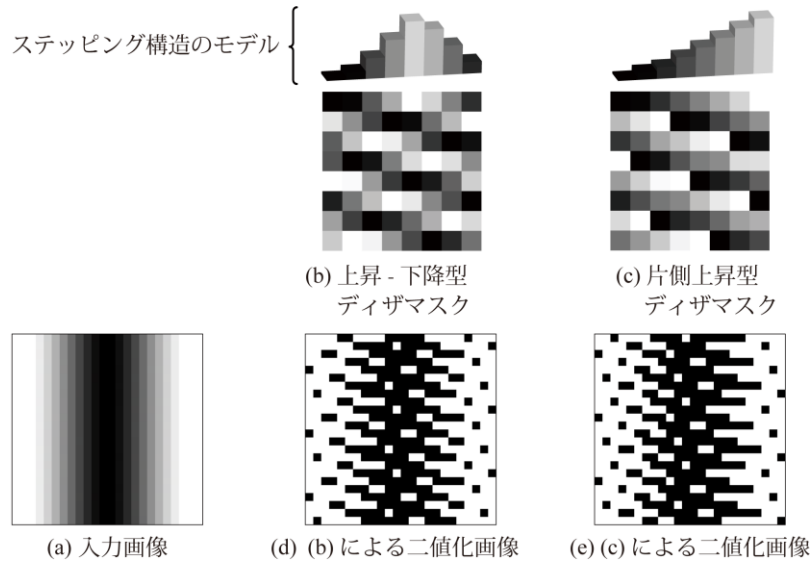 ステッピング構造のモデル
(b) 上昇 - 下降型
ディザマスク
(c) 片側上昇型
ディザマスク
(a) 入力画像
(d) (b) による二値化画像
(e) (c) による二値化画像